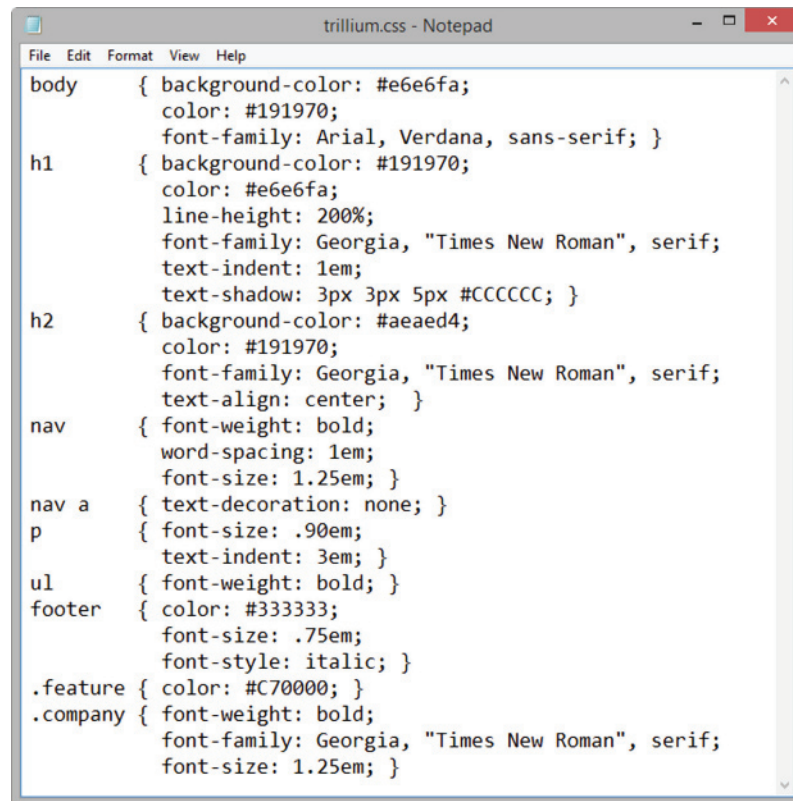 trillium.css - Notepad
File Edit Format View Help
body { background-color: #e6e6fa;
color: #191970;
font-family: Arial, Verdana, sans-serif; }
h1 { background-color: #191970;
color: #e6e6fa;
line-height: 200%;
font-family: Georgia, "Times New Roman", serif;
text-indent: 1em;
text-shadow: 3px 3px 5px #CCCCCC; }
h2 { background-color: #aeaed4;
color: #191970;
font-family: Georgia, "Times New Roman", serif;
text-align: center; }
nav { font-weight: bold;
word-spacing: 1em;
font-size: 1.25em; }
nav a { text-decoration: none; }
p { font-size: .90em;
text-indent: 3em; }
ul { font-weight: bold; }
footer { color: #333333;
font-size: .75em;
font-style: italic; }
.feature { color: #C70000; }
.company { font-weight: bold;
font-family: Georgia, "Times New Roman", serif;
font-size: 1.25em; }